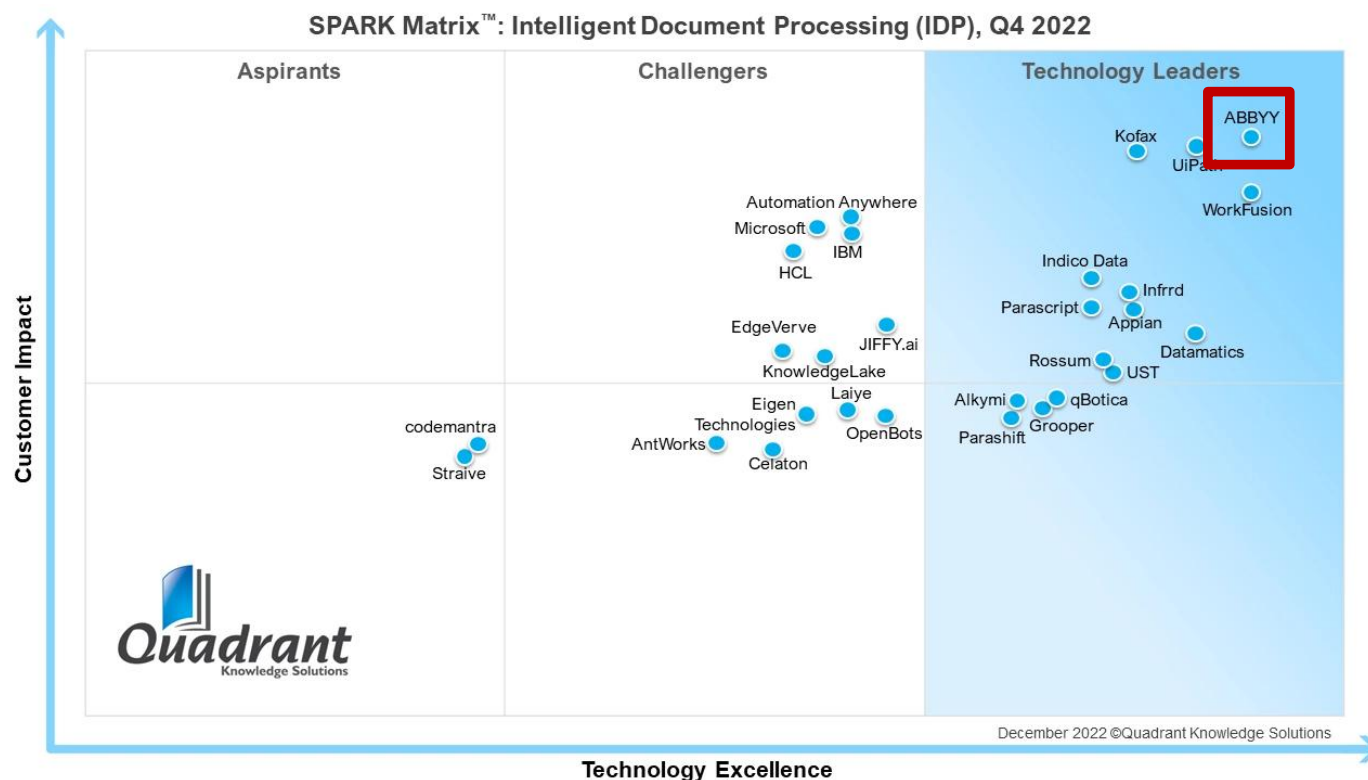 SPARK Matrix™: Intelligent Document Processing (IDP), Q4 2022
Aspirants
Challengers
Technology Leaders
ABBYY
Kofax
UiPath
WorkFusion
Automation Anywhere
Microsoft
IBM
HCL
Indico Data
Infrrd
Parascript
Appian
EdgeVerve
JIFFY.ai
Datamatics
KnowledgeLake
Rossum
UST
Laiye
Eigen
Technologies
OpenBots
Alkymi
qBotica
Grooper
Parashift
codemantra
Straive
AntWorks
Celaton
Customer Impact
Quadrant
Knowledge Solutions
December 2022 ©Quadrant Knowledge Solutions
Technology Excellence